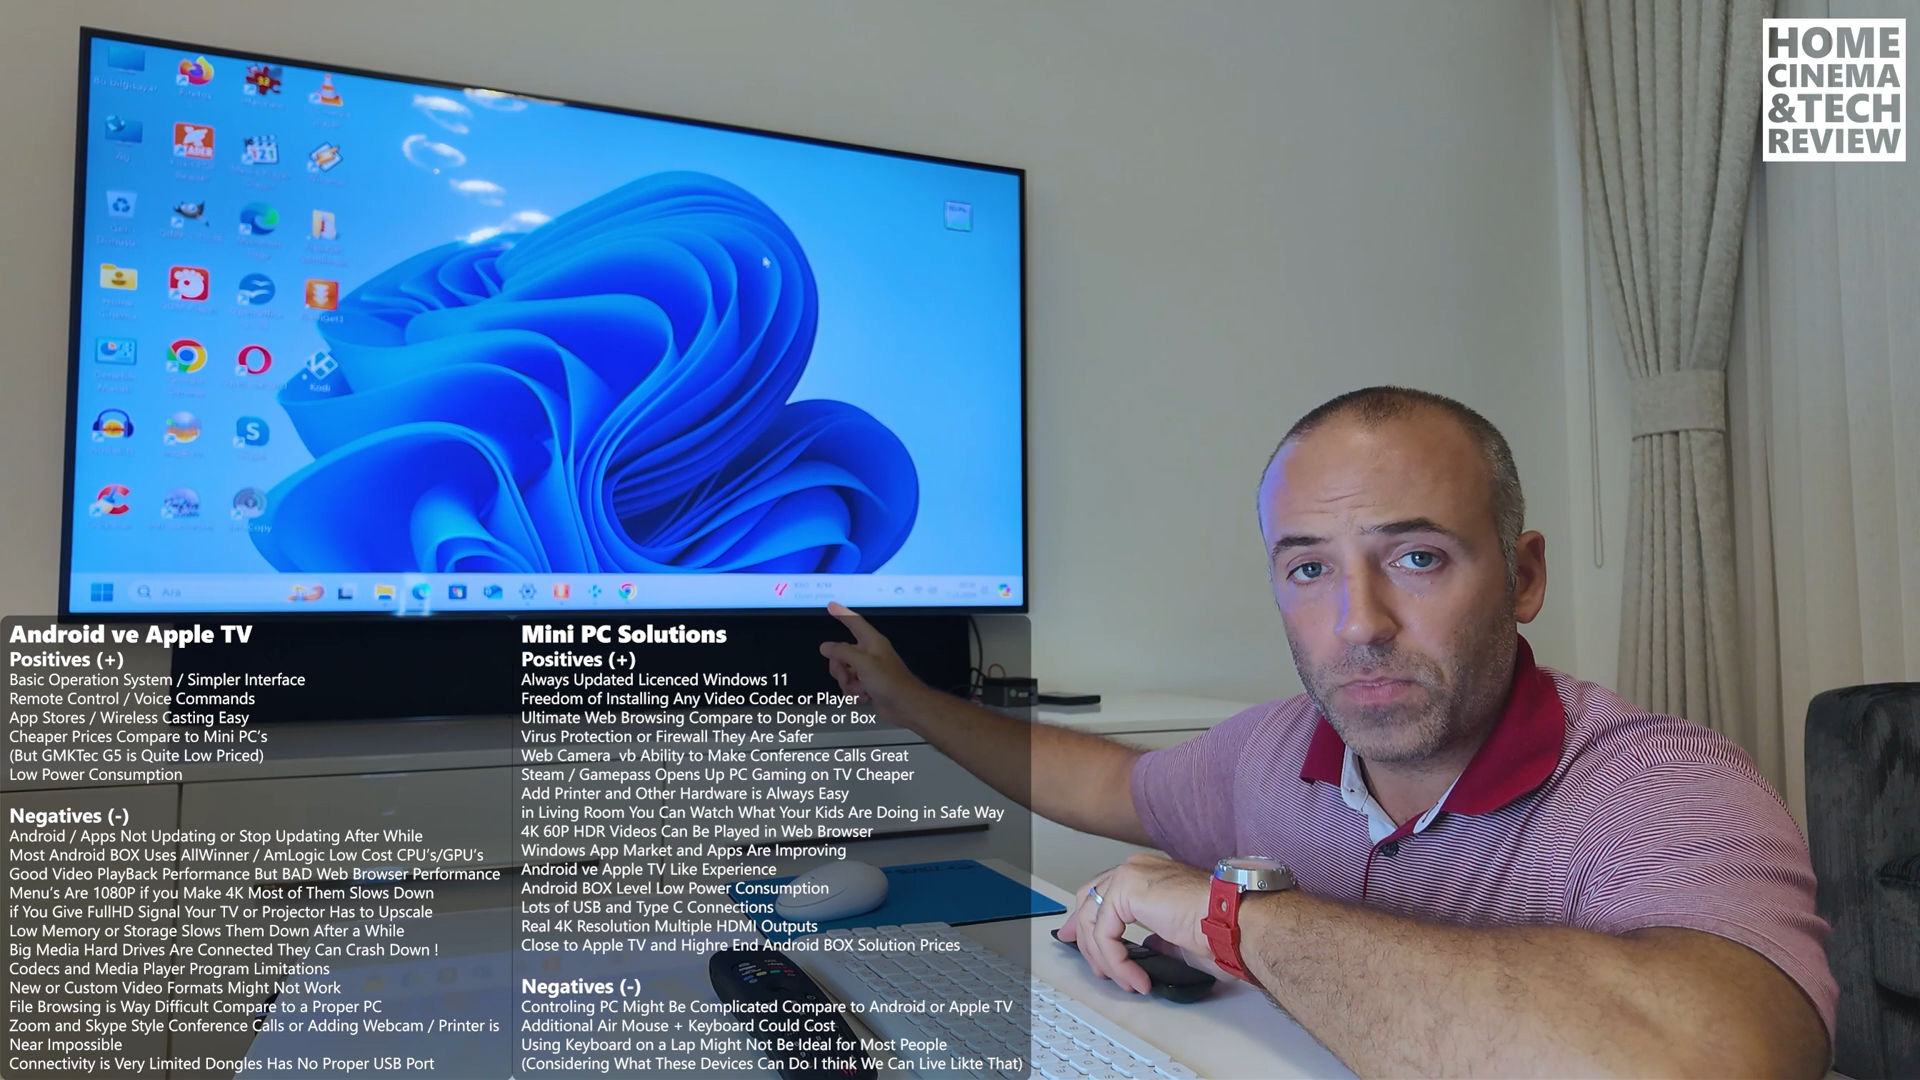 HOME
CINEMA
&TECH
REVIEW
Kodi
Ara
Android ve Apple TV
Positives (+)
Basic Operation System / Simpler Interface
Remote Control / Voice Commands
App Stores / Wireless Casting Easy
Cheaper Prices Compare to Mini PC's
(But GMKTec G5 is Quite Low Priced)
Low Power Consumption
Negatives (-)
Android / Apps Not Updating or Stop Updating After While
Most Android BOX Uses AllWinner / AmLogic Low Cost CPU's/GPU's
Good Video PlayBack Performance But BAD Web Browser Performance
Menu's Are 1080P if you Make 4K Most of Them Slows Down
if You Give FullHD Signal Your TV or Projector Has to Upscale
Low Memory or Storage Slows Them Down After a While
Big Media Hard Drives Are Connected They Can Crash Down !
Codecs and Media Player Program Limitations
New or Custom Video Formats Might Not Work
File Browsing is Way Difficult Compare to a Proper PC
Zoom and Skype Style Conference Calls or Adding Webcam / Printer is
Near Impossible
Connectivity is Very Limited Dongles Has No Proper USB Port
Mini PC Solutions
Positives (+)
Always Updated Licenced Windows 11
Freedom of Installing Any Video Codec or Player
Ultimate Web Browsing Compare to Dongle or Box
Virus Protection or Firewall They Are Safer
Web Camera  vb Ability to Make Conference Calls Great
Steam / Gamepass Opens Up PC Gaming on TV Cheaper
Add Printer and Other Hardware is Always Easy
in Living Room You Can Watch What Your Kids Are Doing in Safe Way
4K 60P HDR Videos Can Be Played in Web Browser
Windows App Market and Apps Are Improving
Android ve Apple TV Like Experience
Android BOX Level Low Power Consumption
Lots of USB and Type C Connections
Real 4K Resolution Multiple HDMI Outputs
Close to Apple TV and Highre End Android BOX Solution Prices
Negatives (-)
Controling PC Might Be Complicated Compare to Android or Apple TV
Additional Air Mouse + Keyboard Could Cost
Using Keyboard on a Lap Might Not Be Ideal for Most People
(Considering What These Devices Can Do I think We Can Live Likte That)